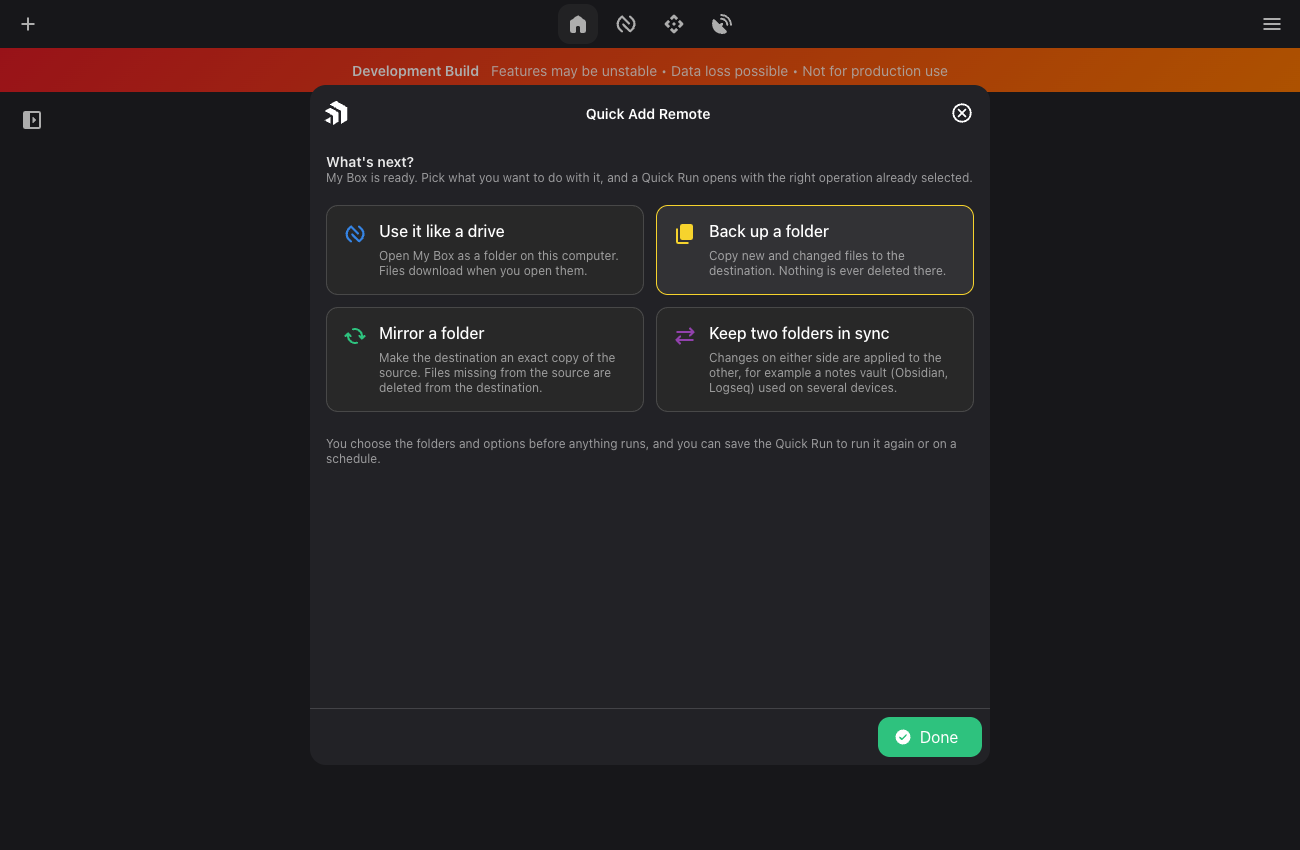 Development Build Features may be unstable • Data loss possible • Not for production use
Quick Add Remote
What's next?
My Box is ready. Pick what you want to do with it, and a Quick Run opens with the right operation already selected.
Use it like a drive
Open My Box as a folder on this computer.
Files download when you open them.
Back up a folder
Copy new and changed files to the
destination. Nothing is ever deleted there.
Mirror a folder
Make the destination an exact copy of the
source. Files missing from the source are
deleted from the destination.
Keep two folders in sync
Changes on either side are applied to the
other, for example a notes vault (Obsidian,
Logseq) used on several devices.
You choose the folders and options before anything runs, and you can save the Quick Run to run it again or on a
schedule.
Done